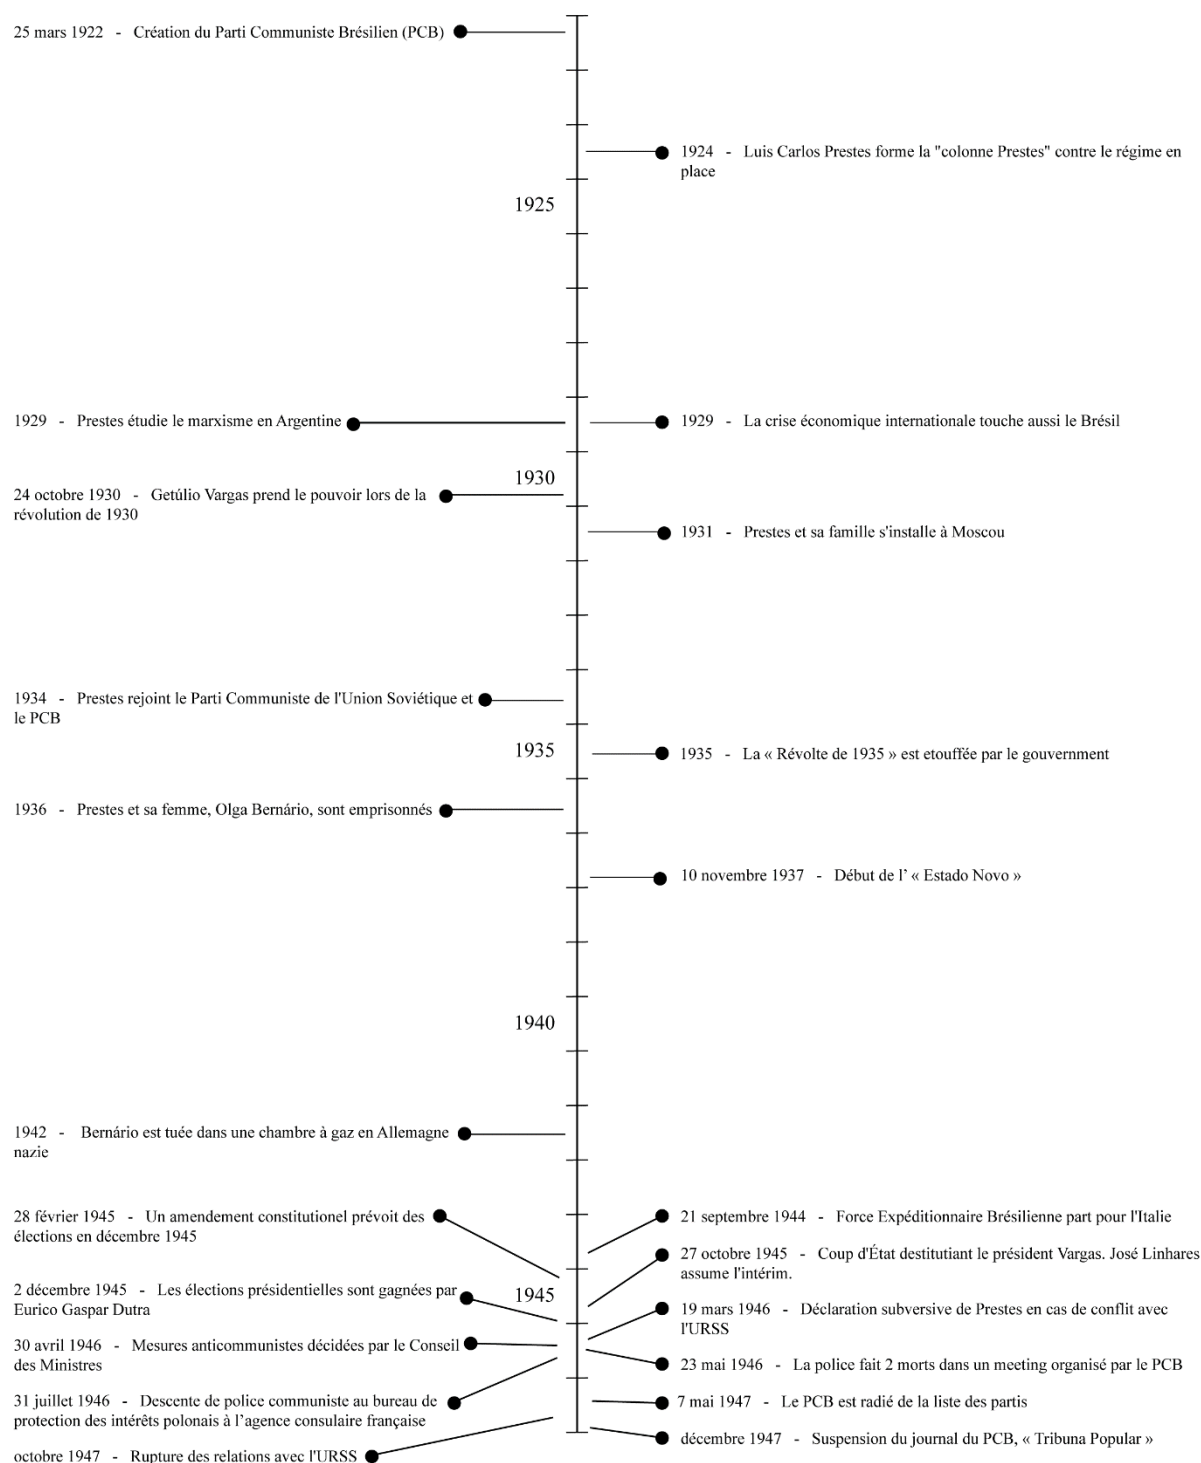 25 mars 1922 - Création du Parti Communiste Brésilien (PCB)
1924 - Luis Carlos Prestes forme la "colonne Prestes" contre le régime en
place
1925
1929 - Prestes étudie le marxisme en Argentine
1929 - La crise économique internationale touche aussi le Brésil
1930
24 octobre 1930 - Getúlio Vargas prend le pouvoir lors de la
révolution de 1930
1931 - Prestes et sa famille s'installe à Moscou
1934 - Prestes rejoint le Parti Communiste de l'Union Soviétique et
le PCB
1935
1935 - La « Révolte de 1935 » est etouffée par le gouvernment
1936 - Prestes et sa femme, Olga Bernário, sont emprisonnés
10 novembre 1937 - Début de l' « Estado Novo »
1940
1942 - Bernário est tuée dans une chambre à gaz en Allemagne
nazie
28 février 1945 - Un amendement constitutionel prévoit des
élections en décembre 1945
21 septembre 1944 - Force Expéditionnaire Brésilienne part pour l'Italie
27 octobre 1945 - Coup d'État destitutiant le président Vargas. José Linhares
assume l'intérim.
1945
2 décembre 1945 - Les élections présidentielles sont gagnées par
Eurico Gaspar Dutra
19 mars 1946 - Déclaration subversive de Prestes en cas de conflit avec
l'URSS
30 avril 1946 - Mesures anticommunistes décidées par le Conseil
des Ministres
23 mai 1946 - La police fait 2 morts dans un meeting organisé par le PCB
31 juillet 1946 - Descente de police communiste au bureau de
protection des intérêts polonais à l'agence consulaire française
7 mai 1947 - Le PCB est radié de la liste des partis
décembre 1947 - Suspension du journal du PCB, « Tribuna Popular »
octobre 1947 - Rupture des relations avec l'URSS